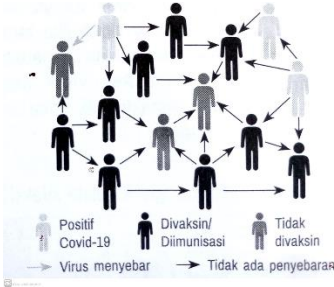 Positif
Covid-19
Divaksin/
Diimunisasi
Tidak
divaksin
Virus menyebar
Tidak ada penyebaran